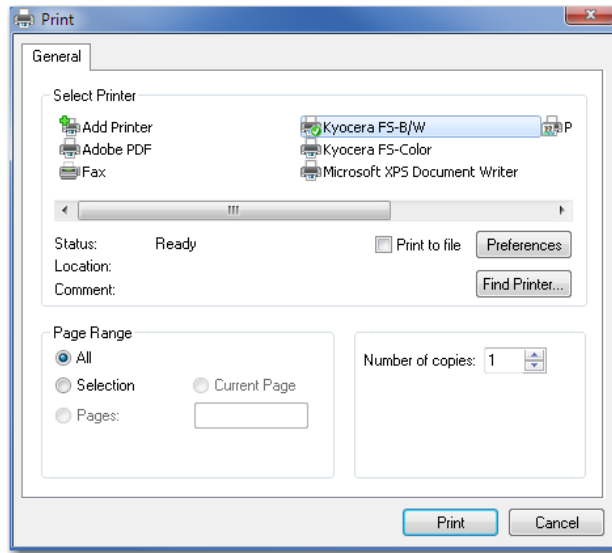 Print
General
Select Printer
Add Printer Kyocera FS-B/W P
Adobe PDF Kyocera FS-Color
Fax Microsoft XPS Document Writer
Status: Ready Print to file Preferences
Location:
Comment: Find Printer...
Page Range
All Number of copies: 1
Selection Current Page
Pages:
Print Cancel